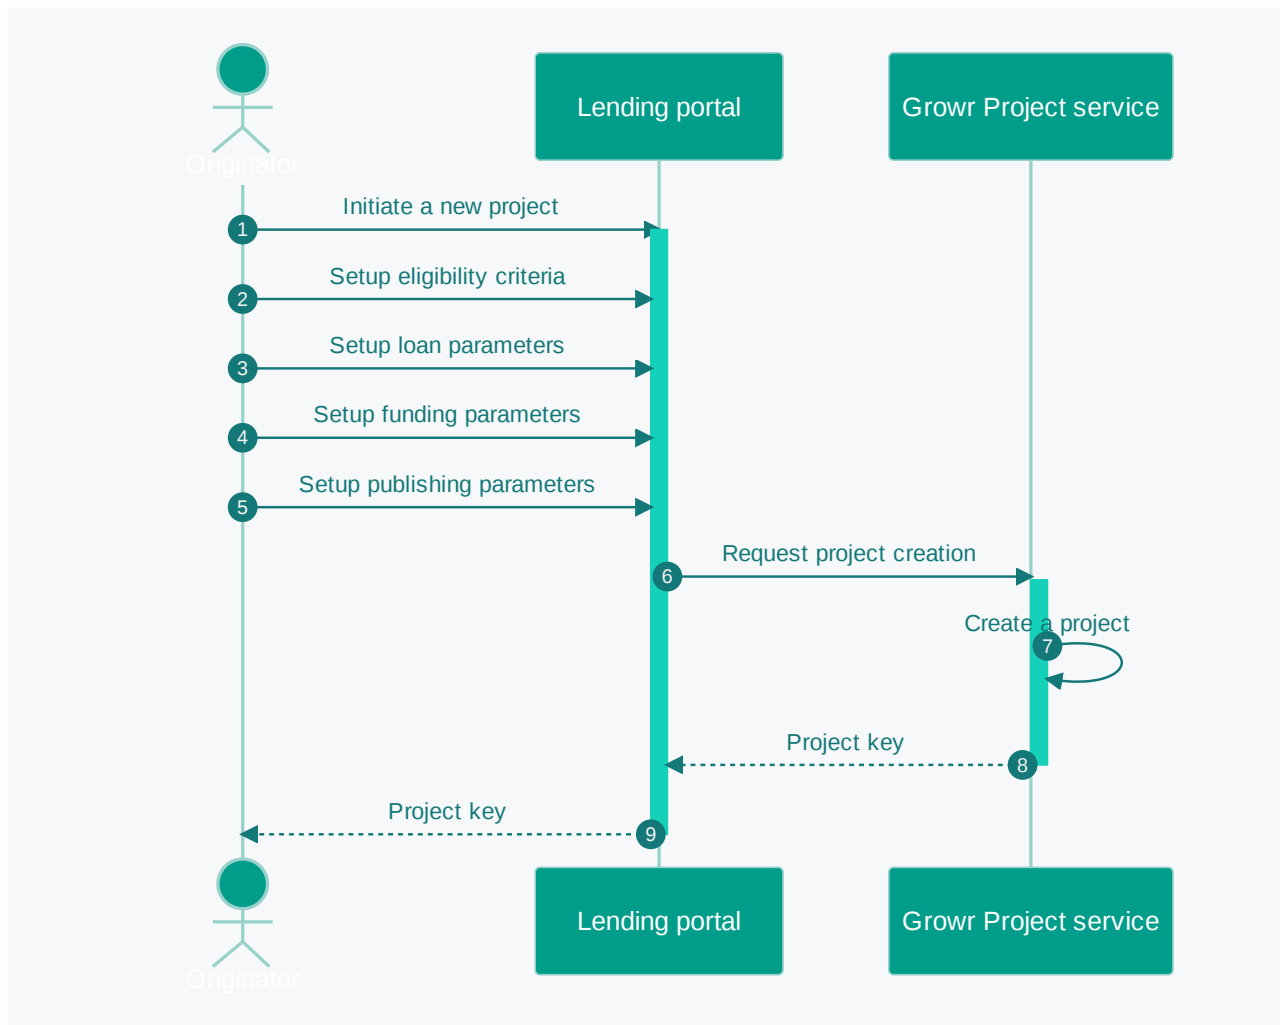 Originator
Lending portal
Growr Project service
Initiate a new project
1
Setup eligibility criteria
2
Setup loan parameters
3
Setup funding parameters
4
Setup publishing parameters
5
Request project creation
6
Create a project
7
Project key
8
Project key
9
Originator
Lending portal
Growr Project service